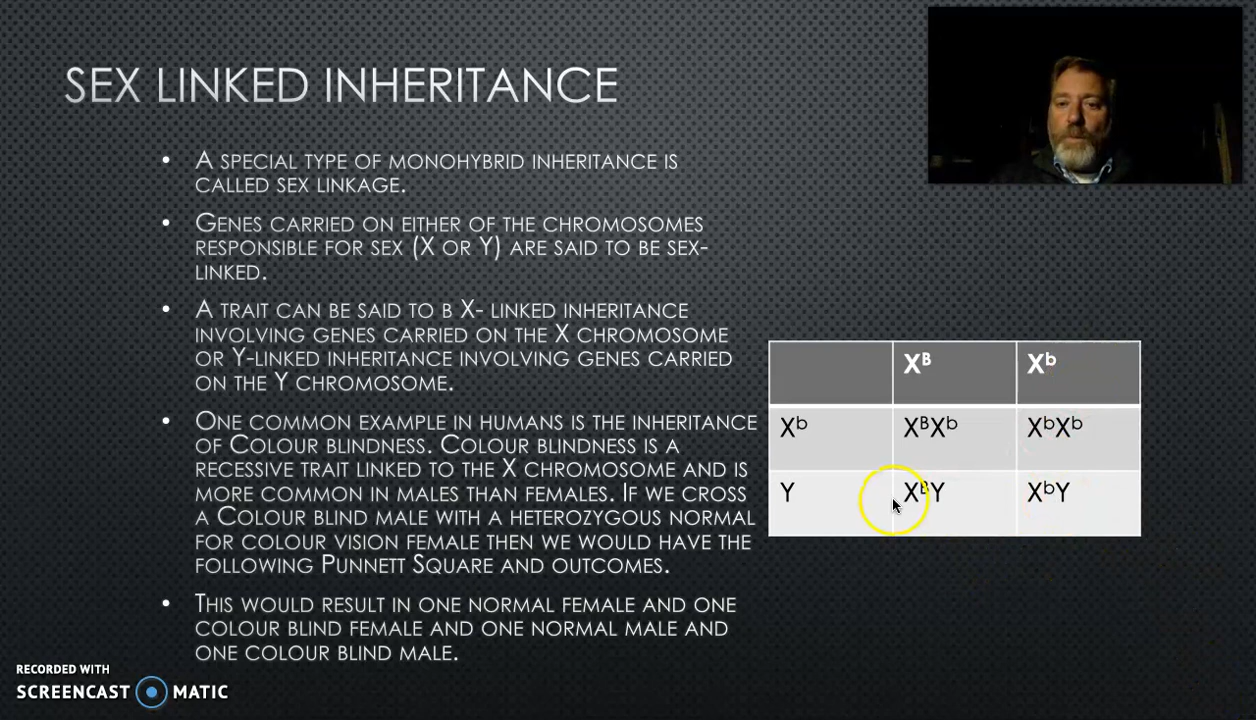 SEX LINKED INHERITANCE
• A SPECIAL TYPE OF MONOHYBRID INHERITANCE IS
CALLED SEX LINKAGE.
• GENES CARRIED ON EITHER OF THE CHROMOSOMES
RESPONSIBLE FOR SEX (X OR Y) ARE SAID TO BE SEX-
LINKED.
• A TRAIT CAN BE SAID TO B X- LINKED INHERITANCE
INVOLVING GENES CARRIED ON THE X CHROMOSOME
OR Y-LINKED INHERITANCE INVOLVING GENES CARRIED
ON THE Y CHROMOSOME.
• ONE COMMON EXAMPLE IN HUMANS IS THE INHERITANCE
OF COLOUR BLINDNESS. COLOUR BLINDNESS IS A
RECESSIVE TRAIT LINKED TO THE X CHROMOSOME AND IS
MORE COMMON IN MALES THAN FEMALES. IF WE CROSS
A COLOUR BLIND MALE WITH A HETEROZYGOUS NORMAL
FOR COLOUR VISION FEMALE THEN WE WOULD HAVE THE
FOLLOWING PUNNETT SQUARE AND OUTCOMES.
• THIS WOULD RESULT IN ONE NORMAL FEMALE AND ONE
COLOUR BLIND FEMALE AND ONE NORMAL MALE AND
ONE COLOUR BLIND MALE.
Xᴮ Xᵇ
Xᵇ XᴮXᵇ XᵇXᵇ
Y XᴮY XᵇY
RECORDED WITH
SCREENCAST MATIC